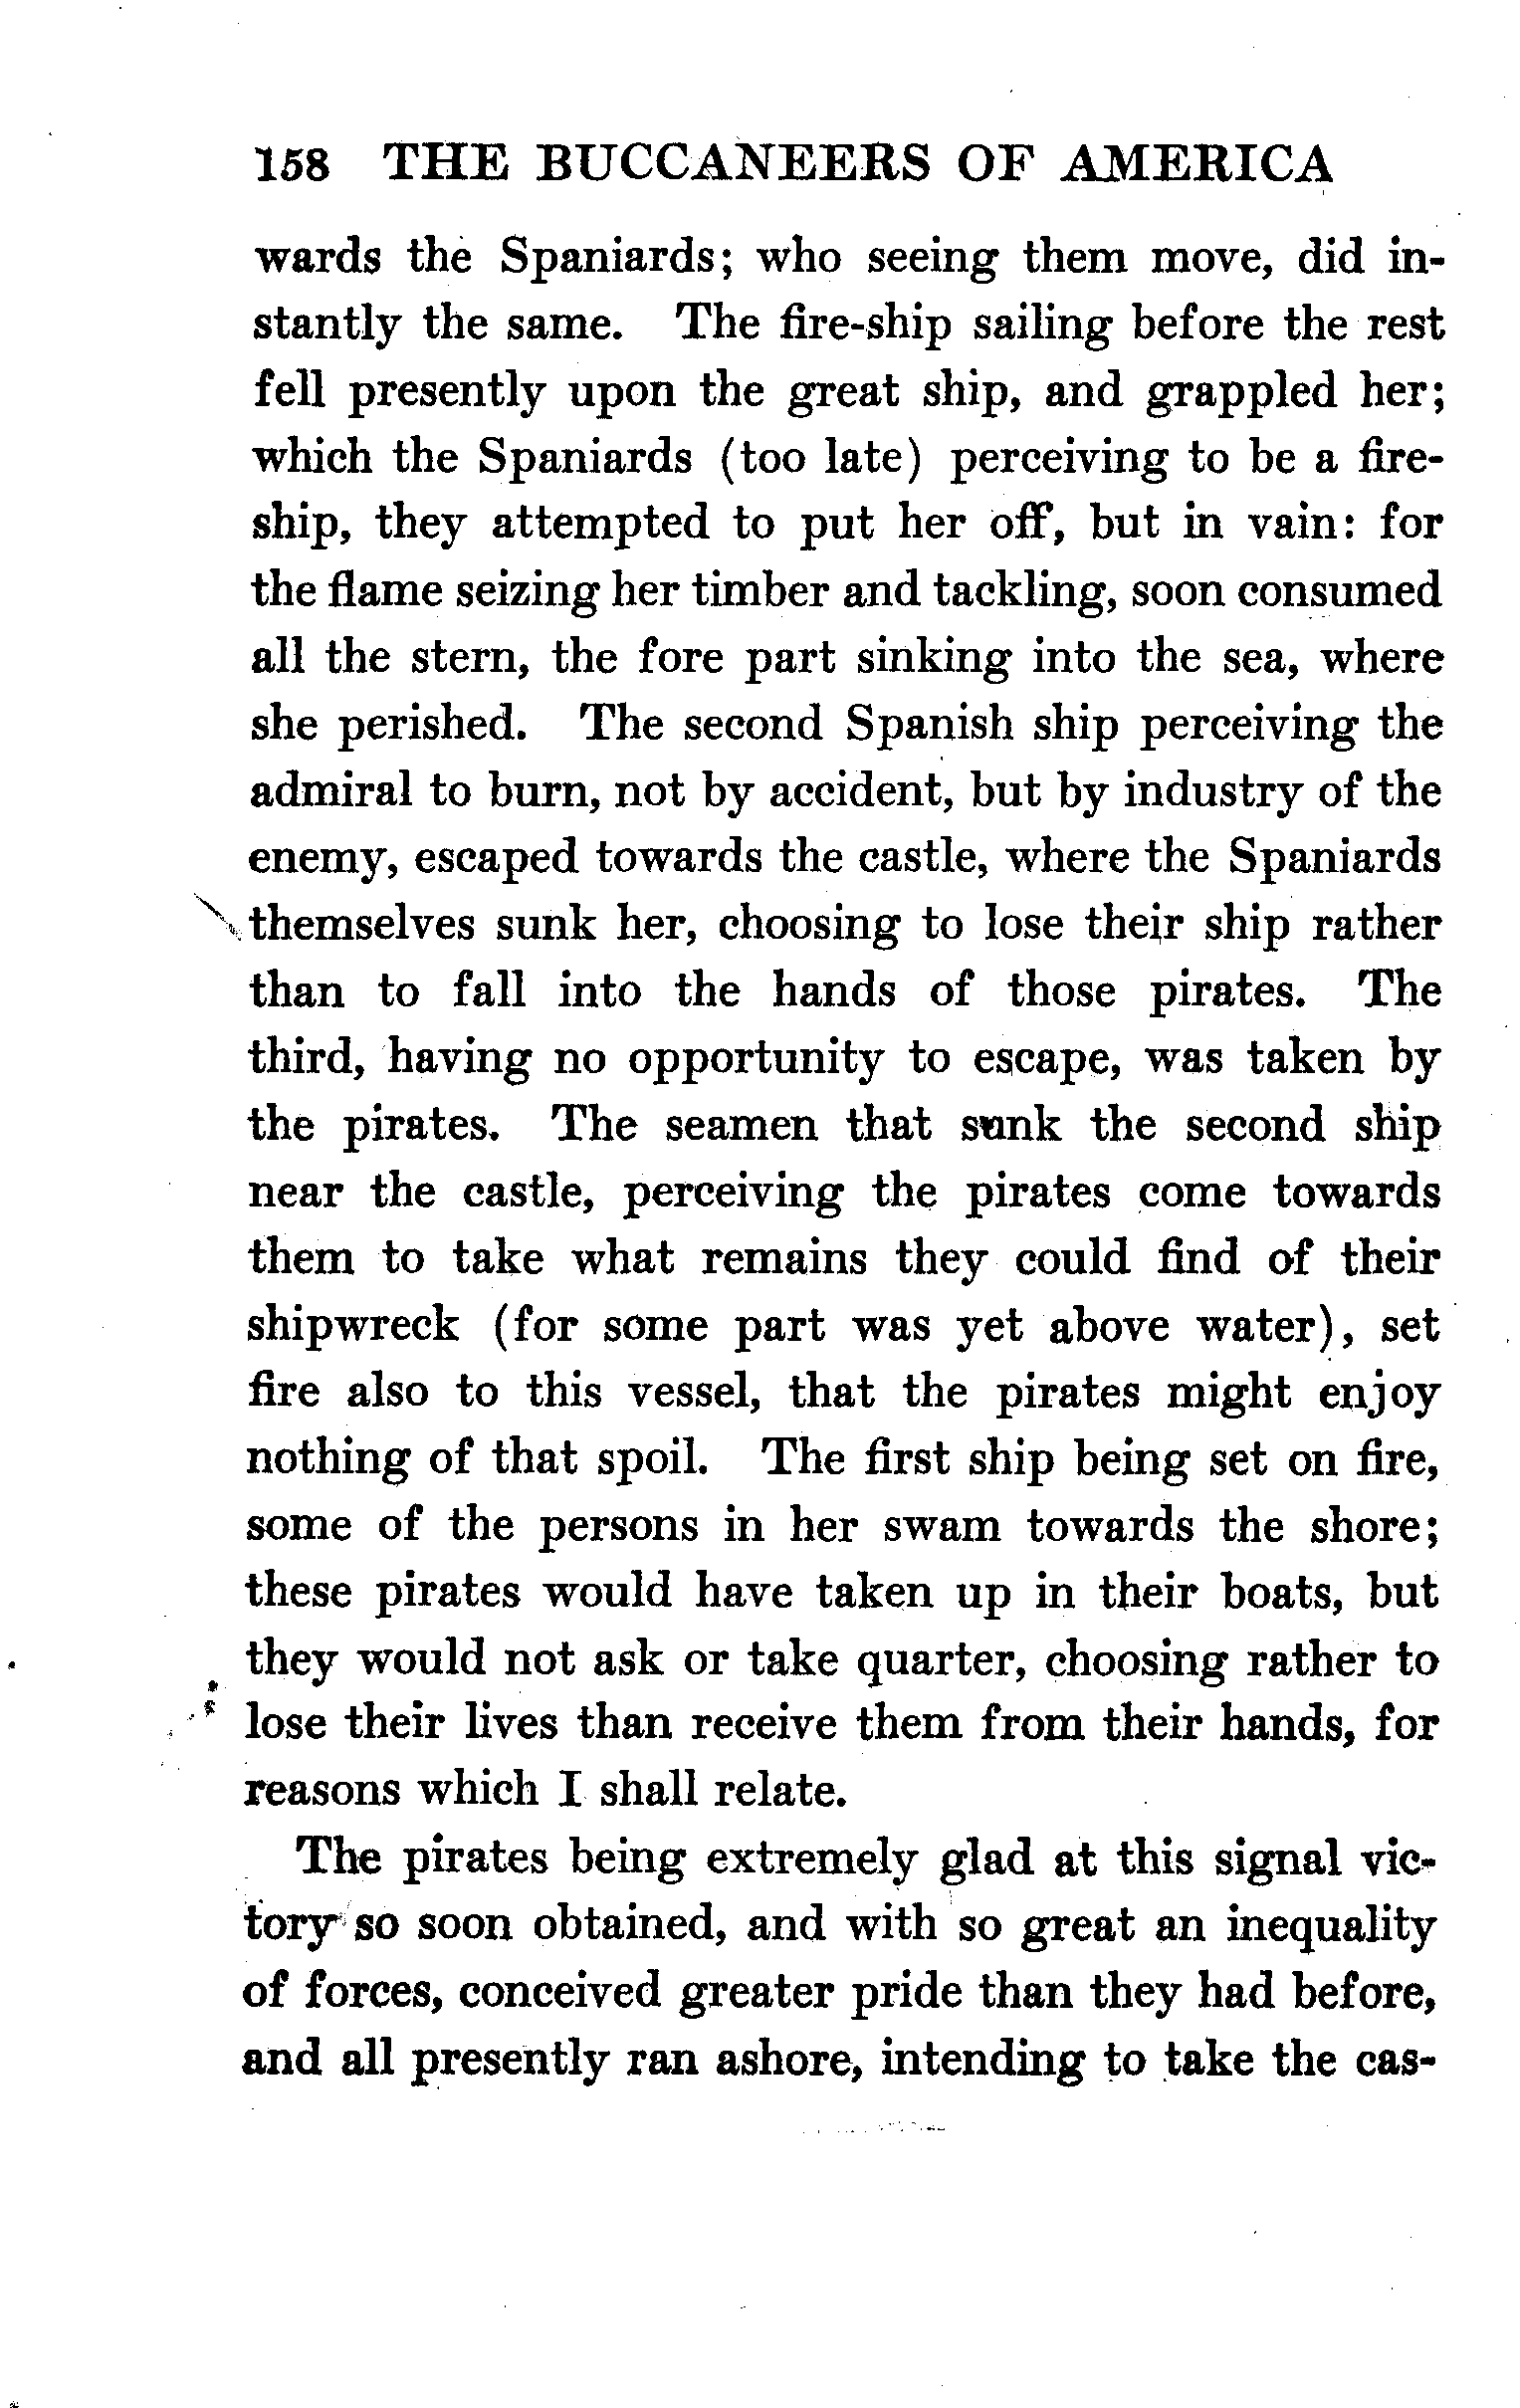 158 THE BUCCANEERS OF AMERICA
wards the Spaniards; who seeing them move, did in-
stantly the same. The fire-ship sailing before the rest
fell presently upon the great ship, and grappled her;
which the Spaniards (too late) perceiving to be a fire-
ship, they attempted to put her off, but in vain: for
the flame seizing her timber and tackling, soon consumed
all the stern, the fore part sinking into the sea, where
she perished. The second Spanish ship perceiving the
admiral to burn, not by accident, but by industry of the
enemy, escaped towards the castle, where the Spaniards
themselves sunk her, choosing to lose their ship rather
than to fall into the hands of those pirates. The
third, having no opportunity to escape, was taken by
the pirates. The seamen that sunk the second ship
near the castle, perceiving the pirates come towards
them to take what remains they could find of their
shipwreck (for some part was yet above water), set
fire also to this vessel, that the pirates might enjoy
nothing of that spoil. The first ship being set on fire,
some of the persons in her swam towards the shore;
these pirates would have taken up in their boats, but
they would not ask or take quarter, choosing rather to
lose their lives than receive them from their hands, for
reasons which I shall relate.
The pirates being extremely glad at this signal vic-
tory so soon obtained, and with so great an inequality
of forces, conceived greater pride than they had before,
and all presently ran ashore, intending to take the cas-